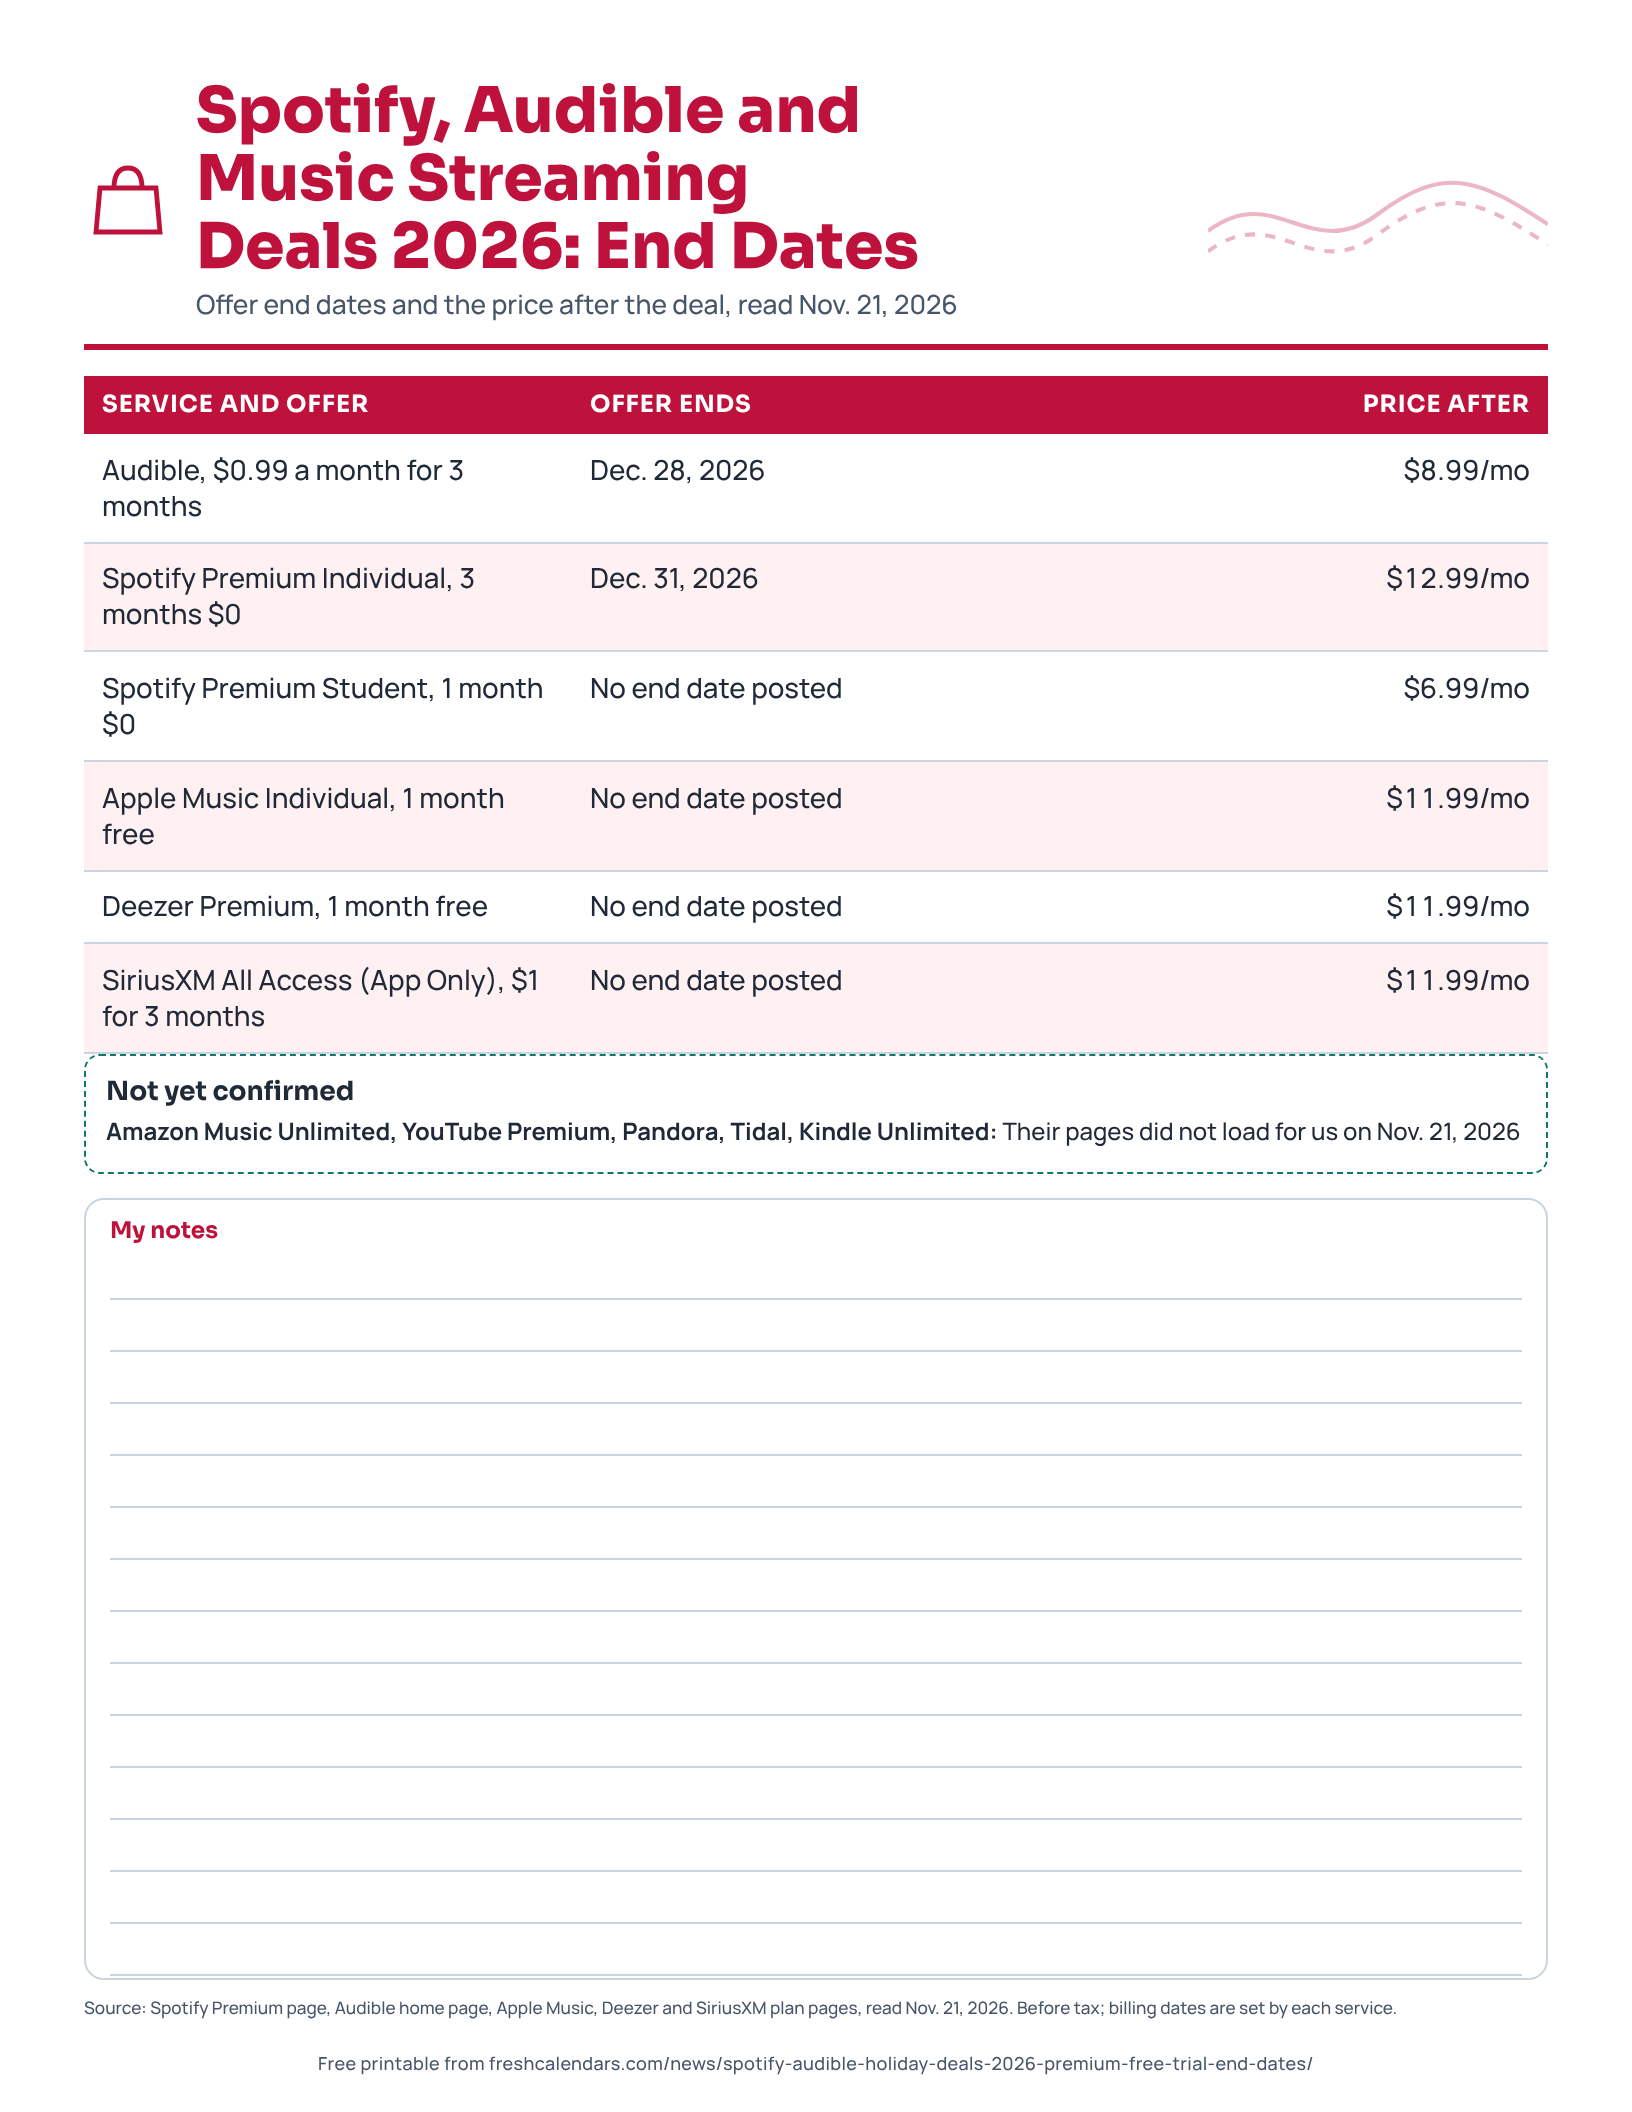 Spotify, Audible and
Music Streaming
Deals 2026: End Dates
Offer end dates and the price after the deal, read Nov. 21, 2026
SERVICE AND OFFER OFFER ENDS PRICE AFTER
Audible, $0.99 a month for 3 Dec. 28, 2026 $8.99/mo
months
Spotify Premium Individual, 3 Dec. 31, 2026 $12.99/mo
months $0
Spotify Premium Student, 1 month No end date posted $6.99/mo
$0
Apple Music Individual, 1 month No end date posted $11.99/mo
free
Deezer Premium, 1 month free No end date posted $11.99/mo
SiriusXM All Access (App Only), $1 No end date posted $11.99/mo
for 3 months
Not yet confirmed
Amazon Music Unlimited, YouTube Premium, Pandora, Tidal, Kindle Unlimited: Their pages did not load for us on Nov. 21, 2026
My notes
Source: Spotify Premium page, Audible home page, Apple Music, Deezer and SiriusXM plan pages, read Nov. 21, 2026. Before tax; billing dates are set by each service.
Free printable from freshcalendars.com/news/spotify-audible-holiday-deals-2026-premium-free-trial-end-dates/